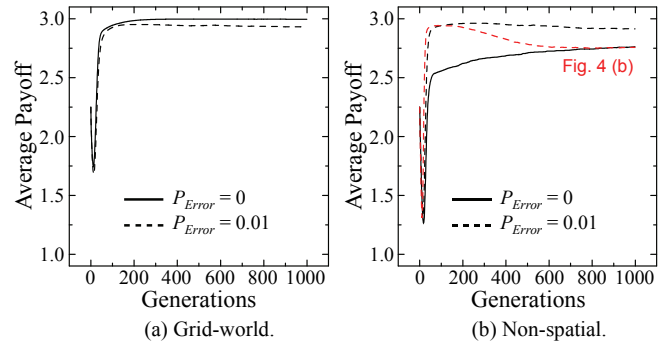 3.0
2.5
2.0
1.5
1.0
Average Payoff
P_Error = 0
P_Error = 0.01
0 200 400 600 800 1000
Generations
(a) Grid-world.
3.0
2.5
2.0
1.5
1.0
Average Payoff
Fig. 4 (b)
P_Error = 0
P_Error = 0.01
0 200 400 600 800 1000
Generations
(b) Non-spatial.